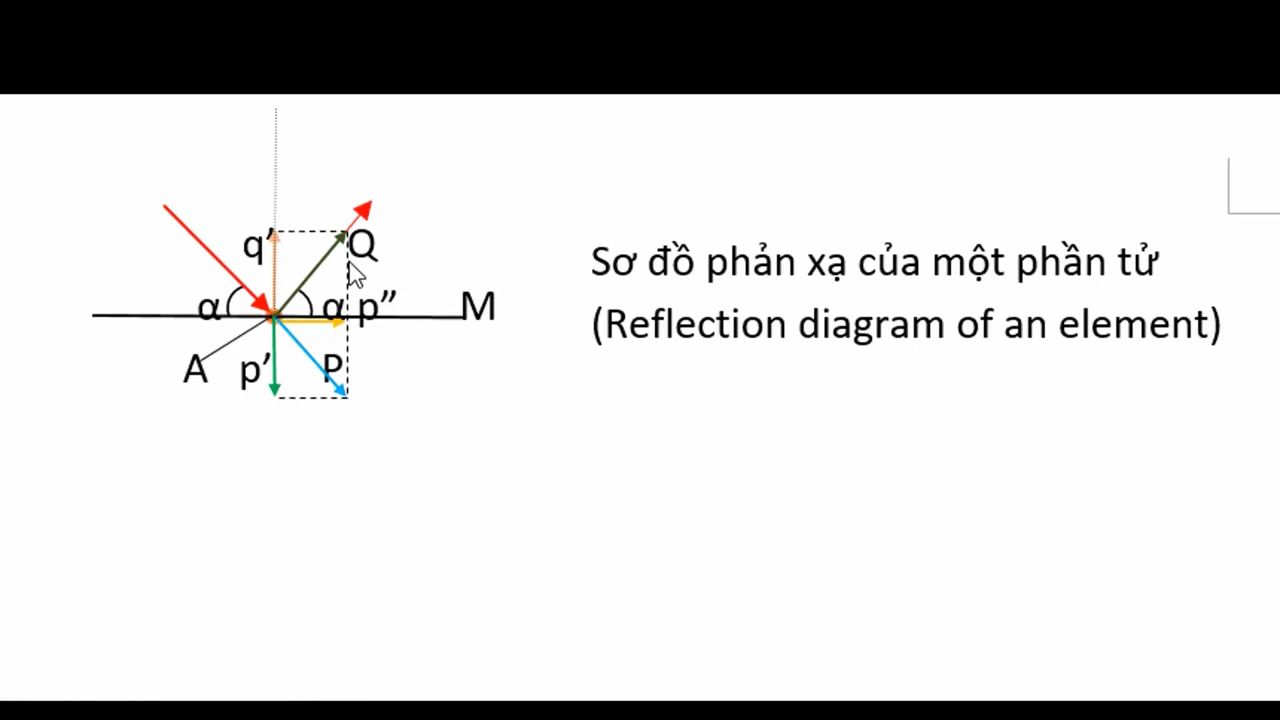 q’ Q
α α p” M
A p’ P
Sơ đồ phản xạ của một phần tử
(Reflection diagram of an element)